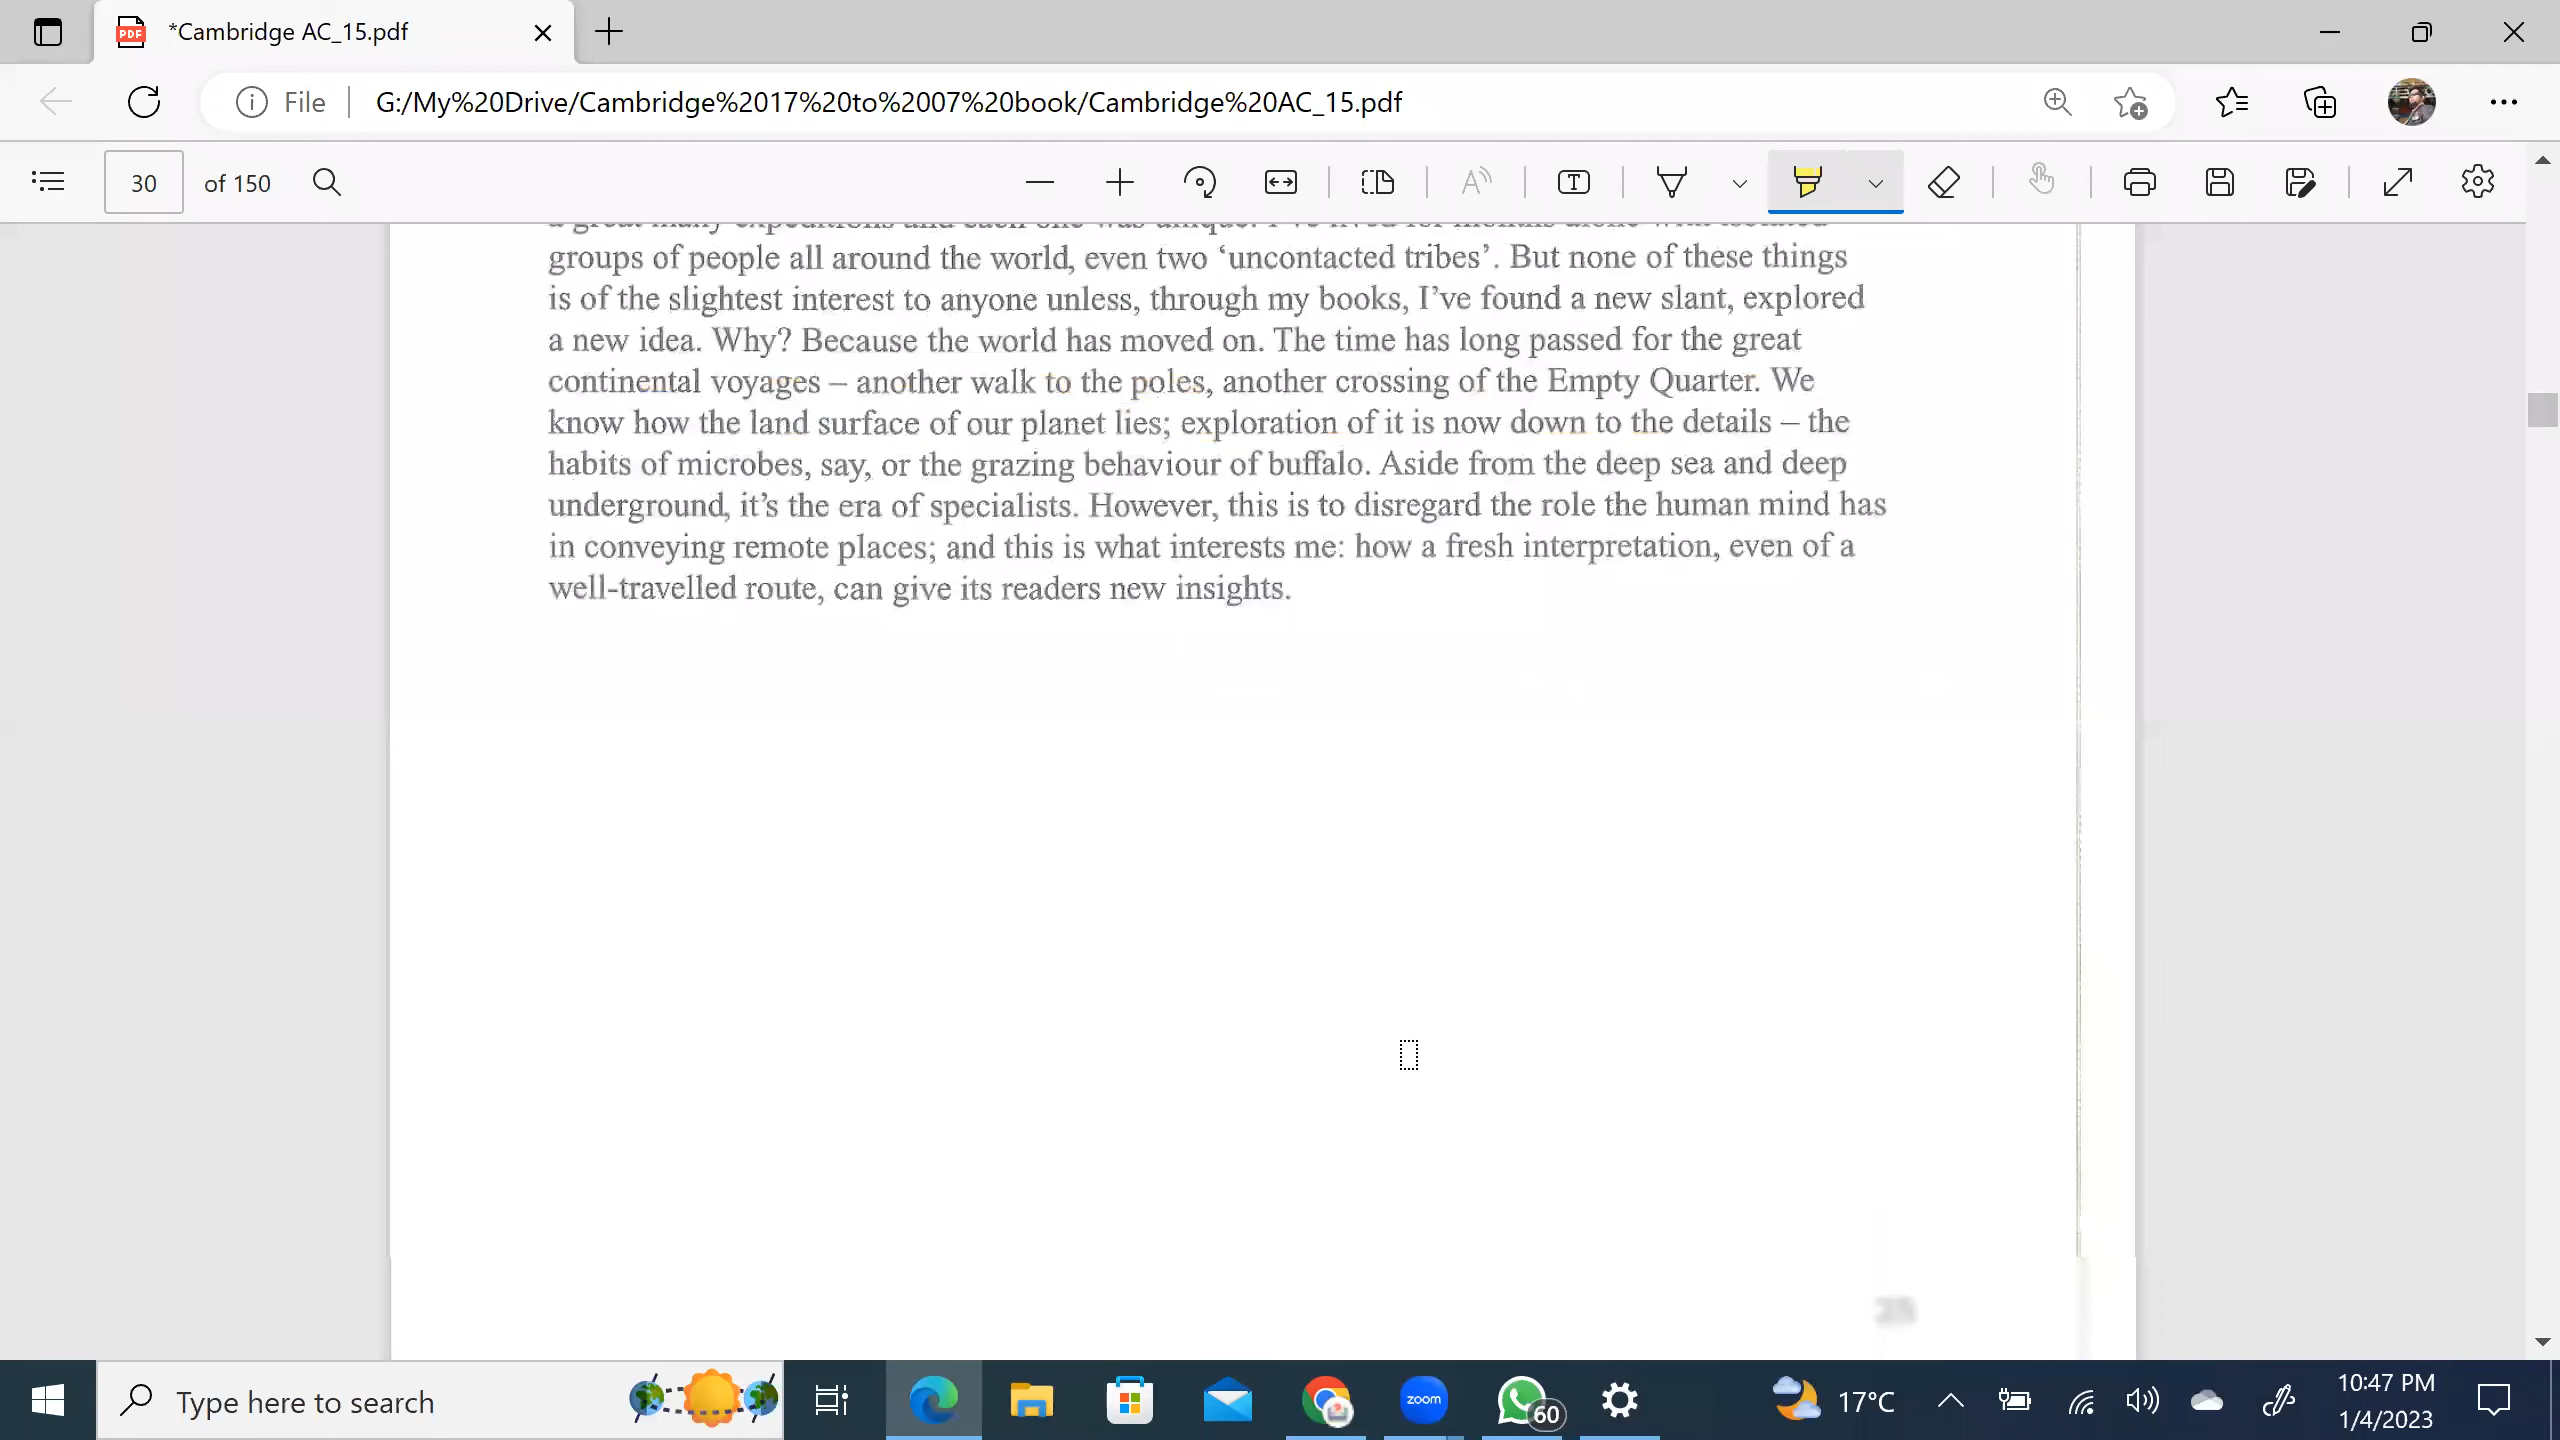 *Cambridge AC_15.pdf
File
G:/My%20Drive/Cambridge%2017%20to%2007%20book/Cambridge%20AC_15.pdf
30 of 150
groups of people all around the world, even two ‘uncontacted tribes’. But none of these things
is of the slightest interest to anyone unless, through my books, I’ve found a new slant, explored
a new idea. Why? Because the world has moved on. The time has long passed for the great
continental voyages – another walk to the poles, another crossing of the Empty Quarter. We
know how the land surface of our planet lies; exploration of it is now down to the details – the
habits of microbes, say, or the grazing behaviour of buffalo. Aside from the deep sea and deep
underground, it’s the era of specialists. However, this is to disregard the role the human mind has
in conveying remote places; and this is what interests me: how a fresh interpretation, even of a
well-travelled route, can give its readers new insights.
Type here to search
zoom
60
17°C
10:47 PM
1/4/2023